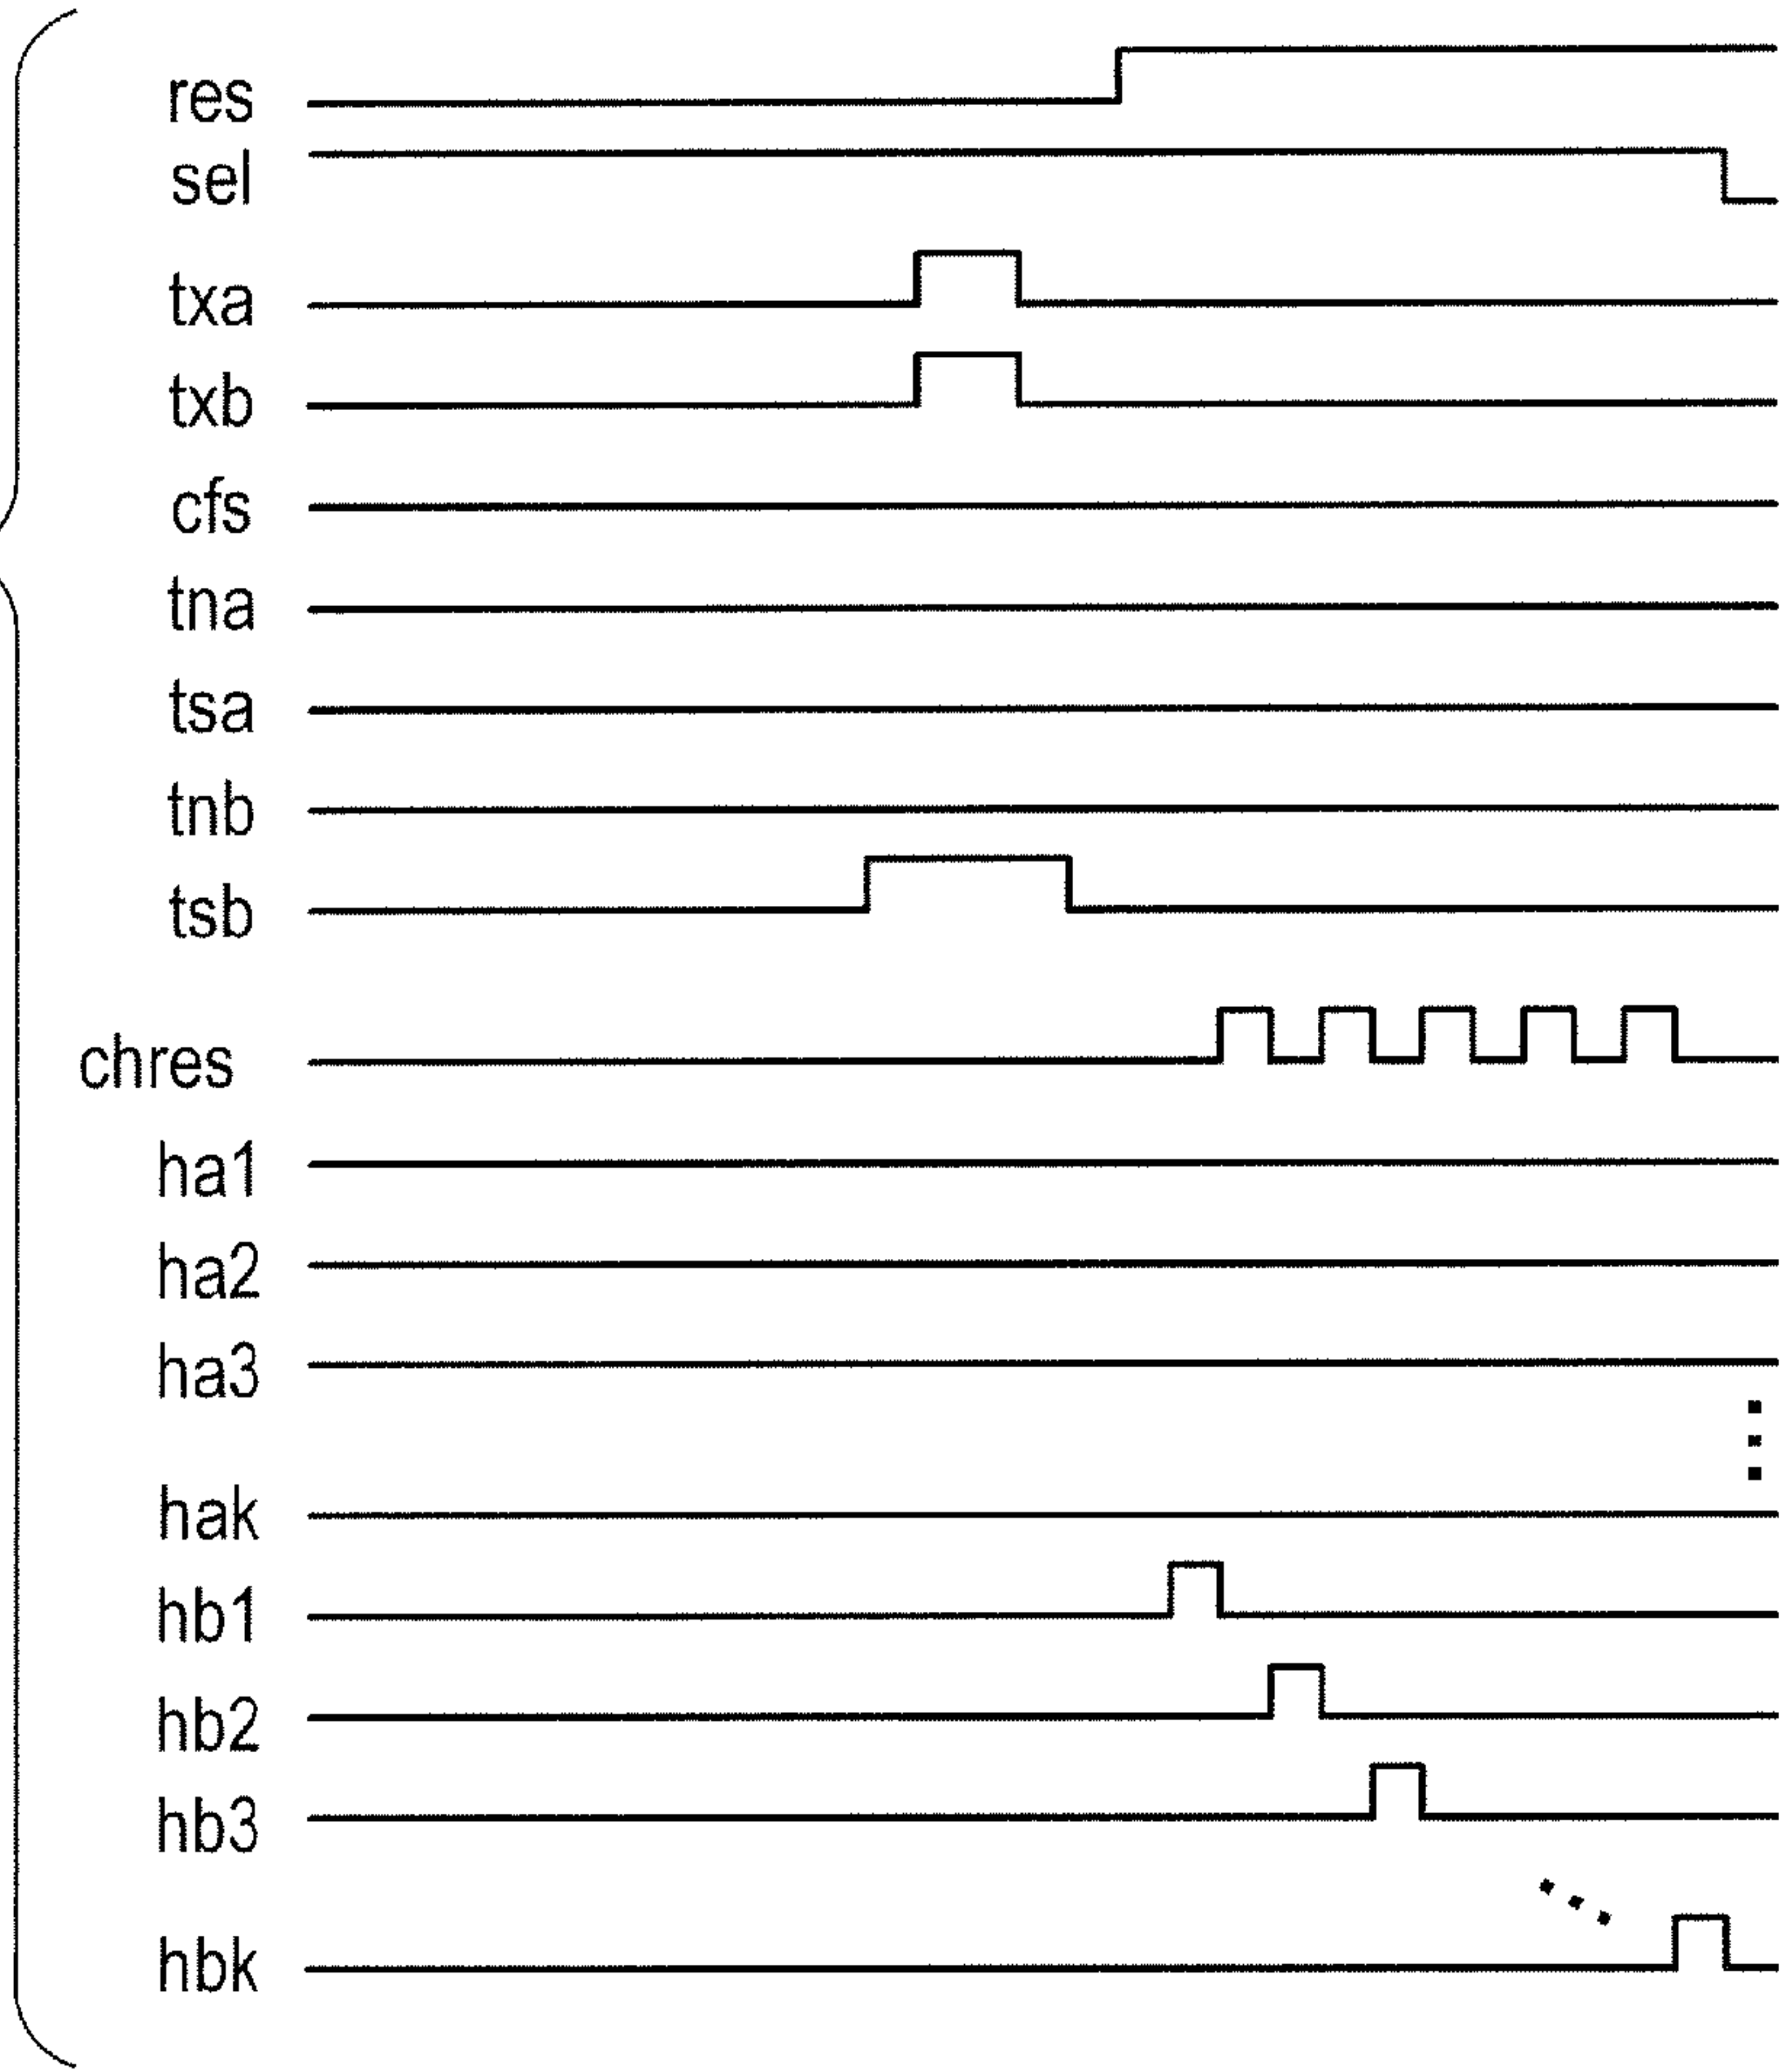 res
sel
txa
txb
cfs
tna
tsa
tnb
tsb
chres
ha1
ha2
ha3
hak
hb1
hb2
hb3
hbk